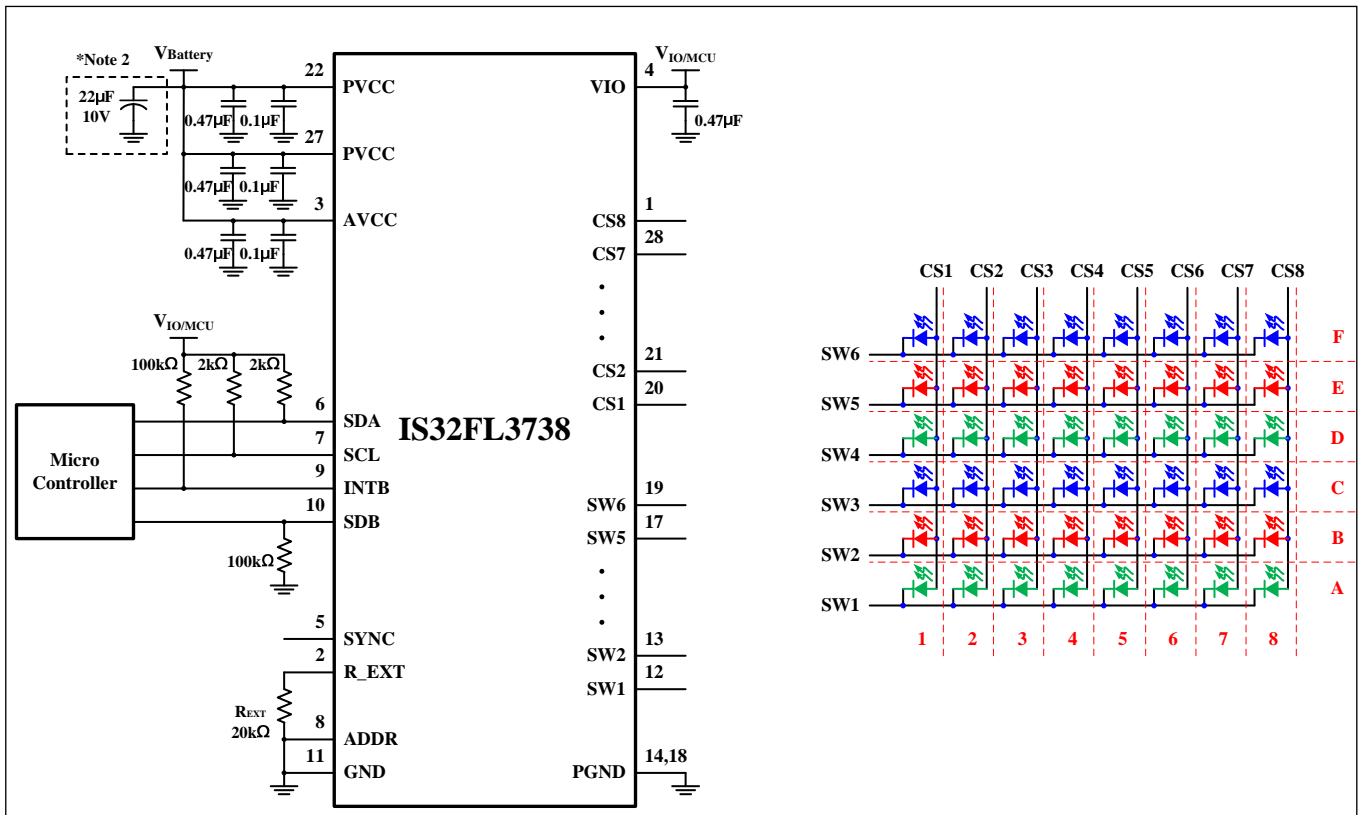 *Note 2
VBattery
22μF
10V
0.47μF 0.1μF
0.47μF 0.1μF
0.47μF 0.1μF
22 PVCC
27 PVCC
3 AVCC
VIO/MCU
100kΩ 2kΩ 2kΩ
Micro
Controller
6 SDA
7 SCL
9 INTB
10 SDB
100kΩ
5 SYNC
2 R_EXT
REXT
20kΩ
8 ADDR
11 GND
IS32FL3738
VIO/MCU
VIO 4
0.47μF
CS8 1
CS7 28
CS2 21
CS1 20
SW6 19
SW5 17
SW2 13
SW1 12
PGND 14,18
CS1 CS2 CS3 CS4 CS5 CS6 CS7 CS8
SW6 F
SW5 E
SW4 D
SW3 C
SW2 B
SW1 A
1 2 3 4 5 6 7 8